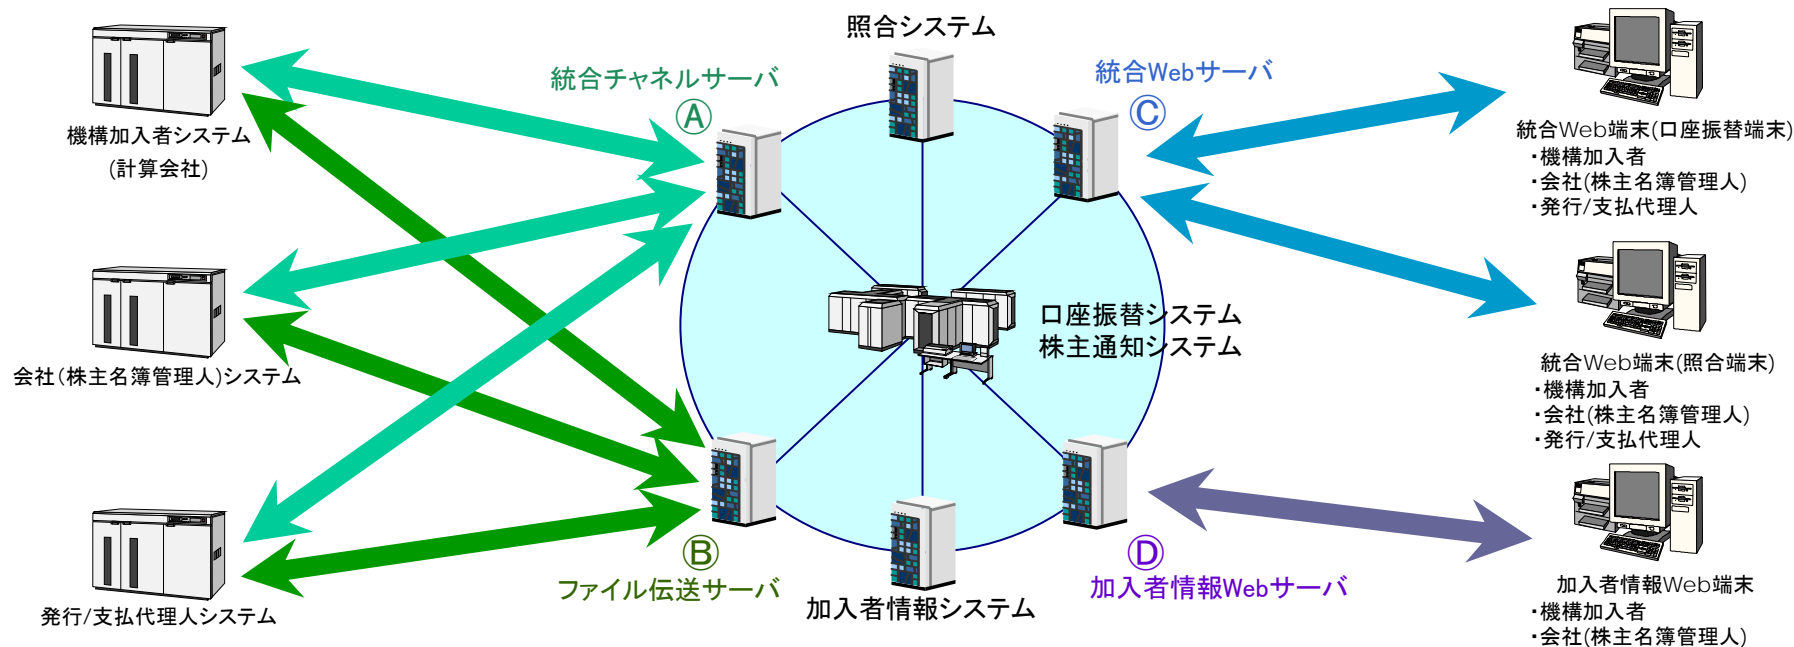 照合システム
統合チャネルサーバ
Ⓐ
統合Webサーバ
Ⓒ
機構加入者システム
(計算会社)
統合Web端末(口座振替端末)
・機構加入者
・会社(株主名簿管理人)
・発行/支払代理人
会社(株主名簿管理人)システム
口座振替システム
株主通知システム
統合Web端末(照合端末)
・機構加入者
・会社(株主名簿管理人)
・発行/支払代理人
発行/支払代理人システム
Ⓑ
ファイル伝送サーバ
加入者情報システム
Ⓓ
加入者情報Webサーバ
加入者情報Web端末
・機構加入者
・会社(株主名簿管理人)